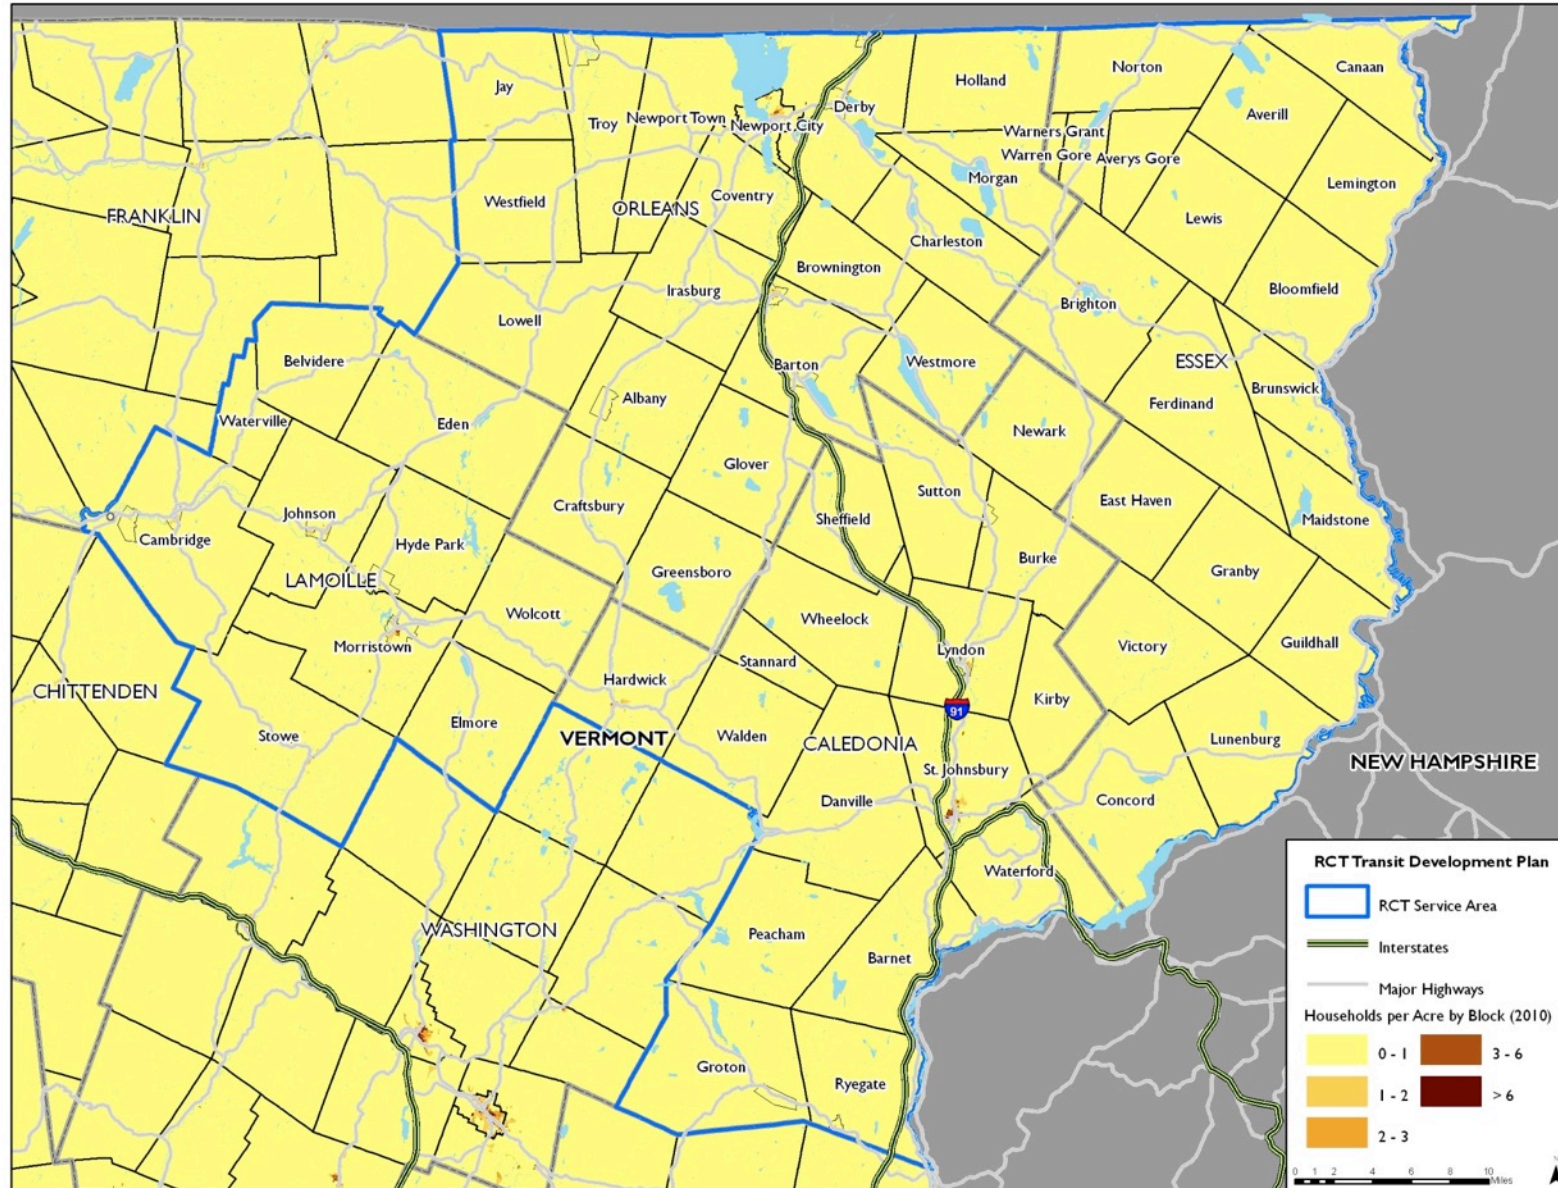 Jay
Holland
Norton
Canaan
Derby
Averill
Troy
Newport Town
Newport City
Warners Grant
Warren Gore
Averys Gore
Morgan
Lemington
Westfield
Coventry
FRANKLIN
ORLEANS
Lewis
Charleston
Brownington
Irasburg
Bloomfield
Brighton
Lowell
Belvidere
Barton
Westmore
ESSEX
Brunswick
Albany
Ferdinand
Waterville
Eden
Newark
Glover
Sutton
East Haven
Craftsbury
Johnson
Sheffield
Maidstone
Cambridge
Hyde Park
Burke
LAMOILLE
Greensboro
Granby
Wolcott
Wheelock
Morristown
Stannard
Lyndon
Victory
Guildhall
CHITTENDEN
Hardwick
Kirby
91
Elmore
Stowe
VERMONT
Walden
CALEDONIA
Lunenburg
NEW HAMPSHIRE
St. Johnsbury
Danville
Concord
Waterford
WASHINGTON
Peacham
Barnet
Groton
Ryegate
RCT Transit Development Plan
RCT Service Area
Interstates
Major Highways
Households per Acre by Block (2010)
0 - 1
3 - 6
1 - 2
> 6
2 - 3
0 1 2 4 6 8 10
Miles